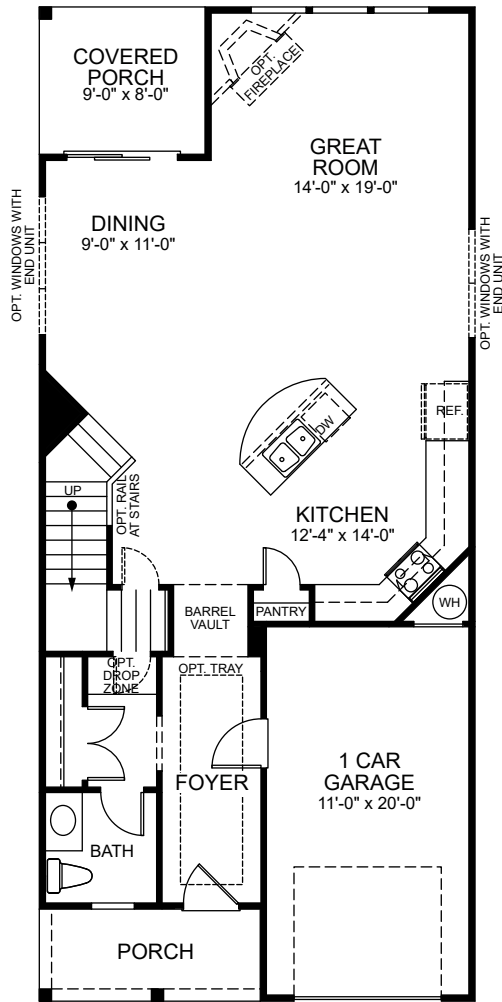 COVERED
PORCH
9'-0" x 8'-0"
OPT.
FIREPLACE
GREAT
ROOM
14'-0" x 19'-0"
DINING
9'-0" x 11'-0"
OPT. WINDOWS WITH
END UNIT
OPT. WINDOWS WITH
END UNIT
REF.
DW
UP
OPT. RAIL
AT STAIRS
KITCHEN
12'-4" x 14'-0"
WH
BARREL
VAULT
PANTRY
OPT.
DROP
ZONE
OPT. TRAY
FOYER
1 CAR
GARAGE
11'-0" x 20'-0"
BATH
PORCH